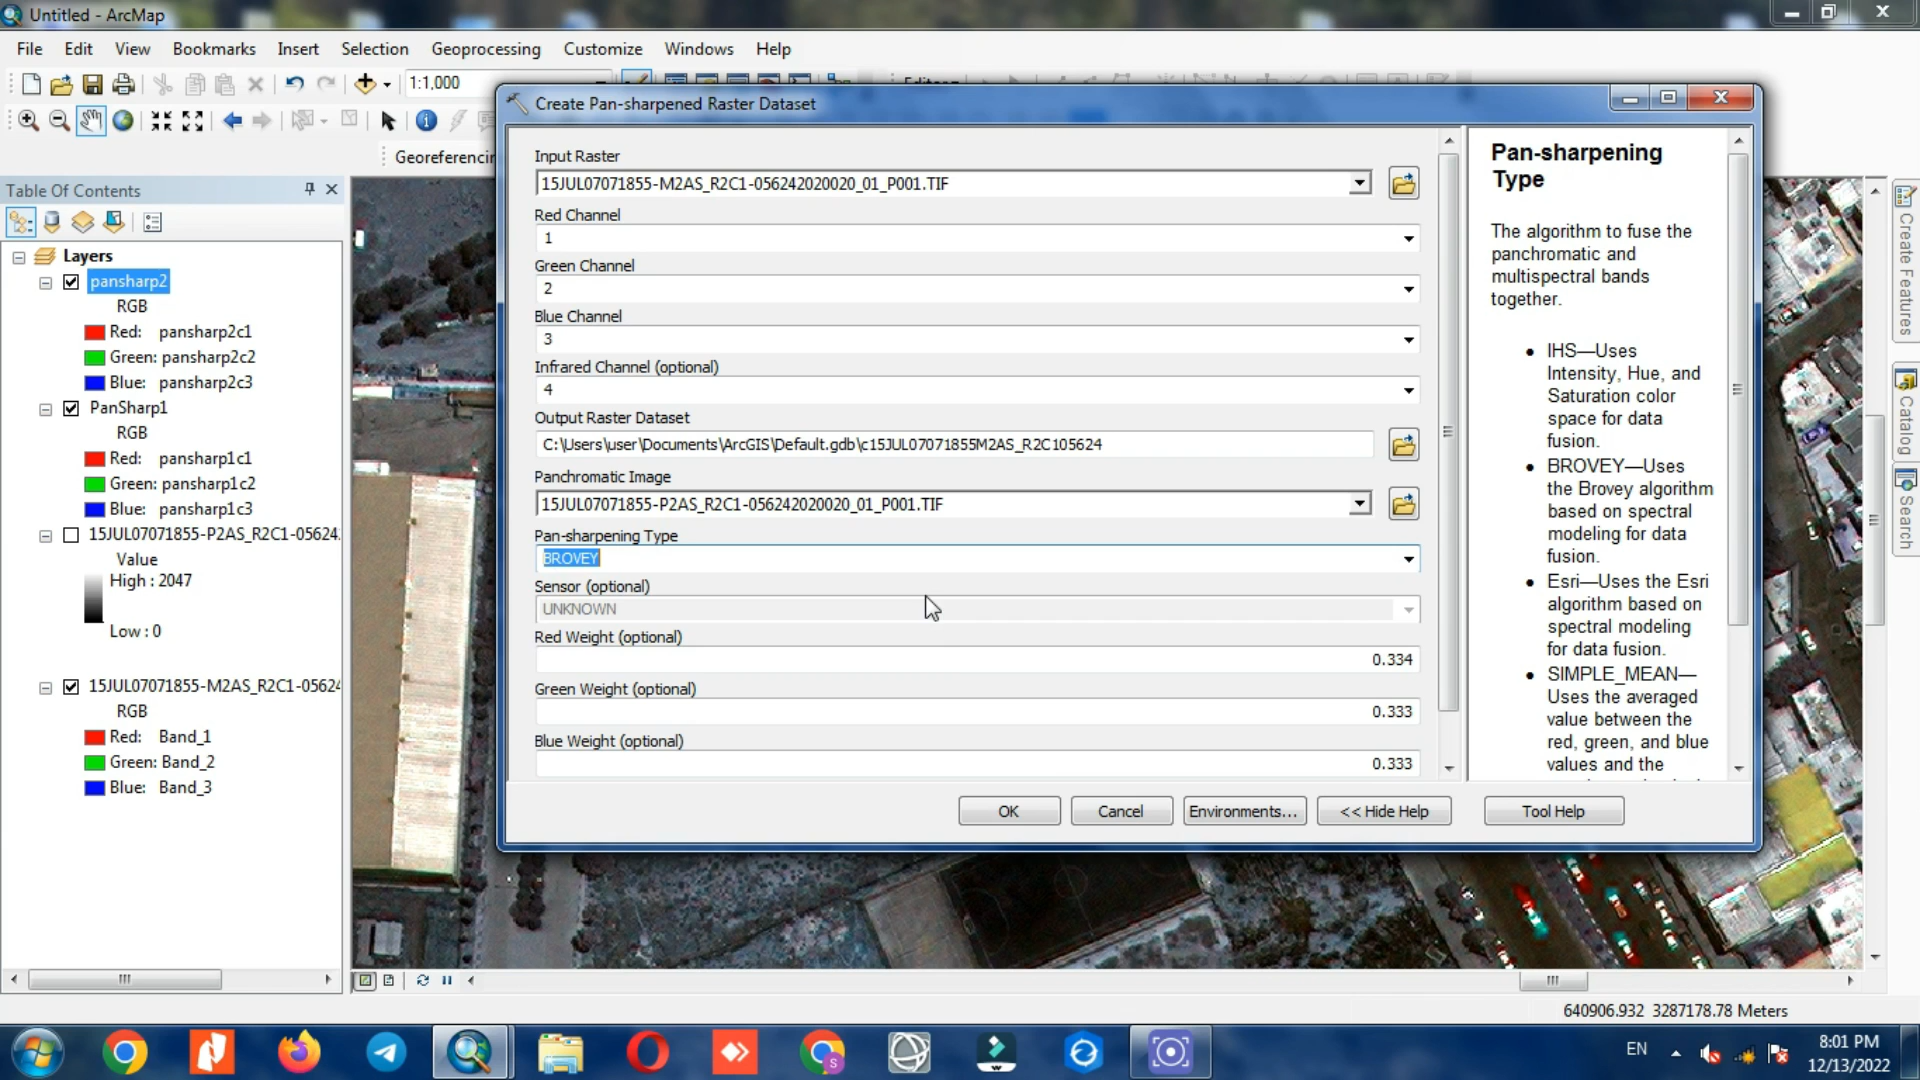 Untitled - ArcMap
File Edit View Bookmarks Insert Selection Geoprocessing Customize Windows Help
1:1,000
Create Pan-sharpened Raster Dataset
Georeferencin
Table Of Contents
Layers
pansharp2
RGB
Red: pansharp2c1
Green: pansharp2c2
Blue: pansharp2c3
PanSharp1
RGB
Red: pansharp1c1
Green: pansharp1c2
Blue: pansharp1c3
15JUL07071855-P2AS_R2C1-05624
Value
High : 2047
Low : 0
15JUL07071855-M2AS_R2C1-0562
RGB
Red: Band_1
Green: Band_2
Blue: Band_3
Input Raster
15JUL07071855-M2AS_R2C1-056242020020_01_P001.TIF
Red Channel
1
Green Channel
2
Blue Channel
3
Infrared Channel (optional)
4
Output Raster Dataset
C:\Users\user\Documents\ArcGIS\Default.gdb\c15JUL07071855M2AS_R2C105624
Panchromatic Image
15JUL07071855-P2AS_R2C1-056242020020_01_P001.TIF
Pan-sharpening Type
BROVEY
Sensor (optional)
UNKNOWN
Red Weight (optional)
0.334
Green Weight (optional)
0.333
Blue Weight (optional)
0.333
OK Cancel Environments... << Hide Help Tool Help
Pan-sharpening
Type
The algorithm to fuse the
panchromatic and
multispectral bands
together.
• IHS—Uses
Intensity, Hue, and
Saturation color
space for data
fusion.
• BROVEY—Uses
the Brovey algorithm
based on spectral
modeling for data
fusion.
• Esri—Uses the Esri
algorithm based on
spectral modeling
for data fusion.
• SIMPLE_MEAN—
Uses the averaged
value between the
red, green, and blue
values and the
Create Features
Catalog
Search
640906.932 3287178.78 Meters
EN
8:01 PM
12/13/2022